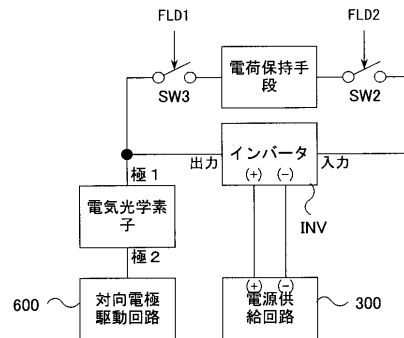 FLD1
FLD2
電荷保持手
段
SW3
SW2
出力
インバータ
入力
(+)
(-)
極1
INV
電気光学素
子
極2
(+)
(-)
600
対向電極
駆動回路
電源供
給回路
300